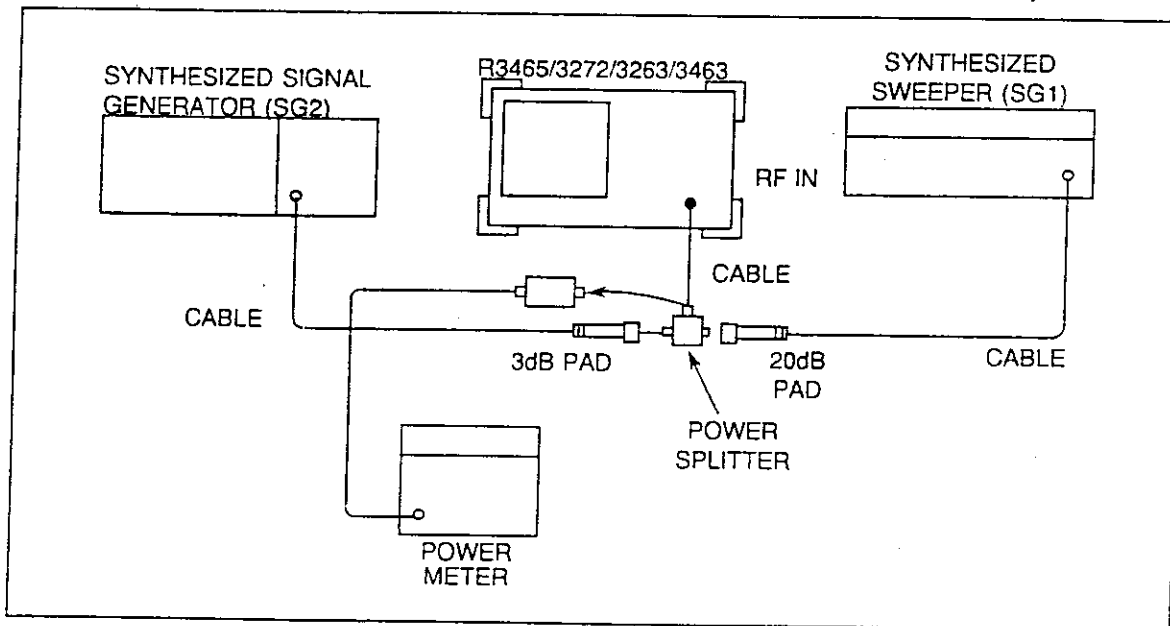 SYNTHESIZED SIGNAL
GENERATOR (SG2)
R3465/3272/3263/3463
SYNTHESIZED
SWEEPER (SG1)
RF IN
CABLE
CABLE
3dB PAD
20dB
PAD
CABLE
POWER
SPLITTER
POWER
METER